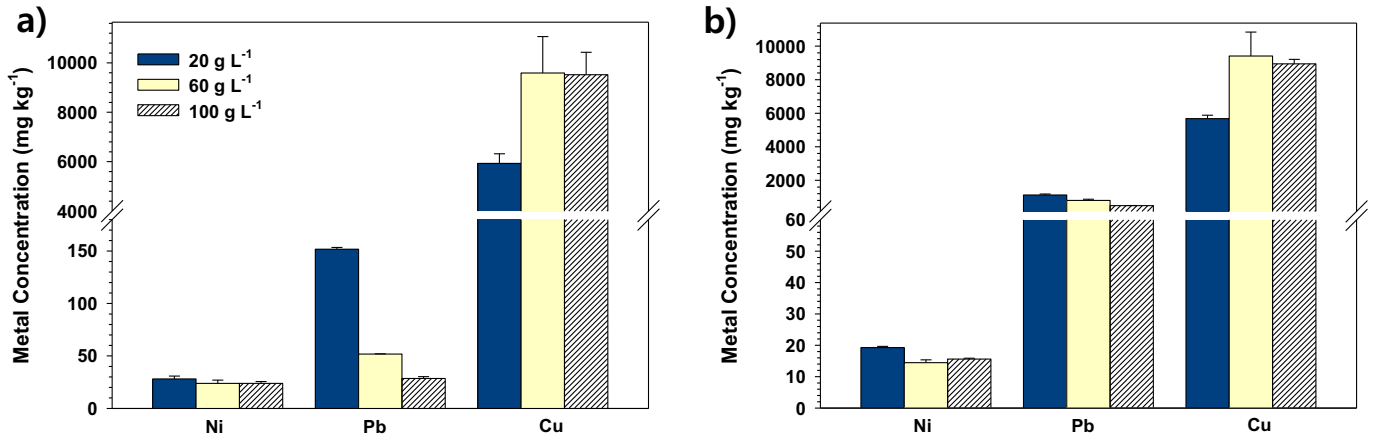 a)
Metal Concentration (mg kg⁻¹)
10000
8000
6000
4000
150
100
50
0
20 g L⁻¹
60 g L⁻¹
100 g L⁻¹
Ni Pb Cu
b)
Metal Concentration (mg kg⁻¹)
10000
8000
6000
4000
2000
60
50
40
30
20
10
0
Ni Pb Cu